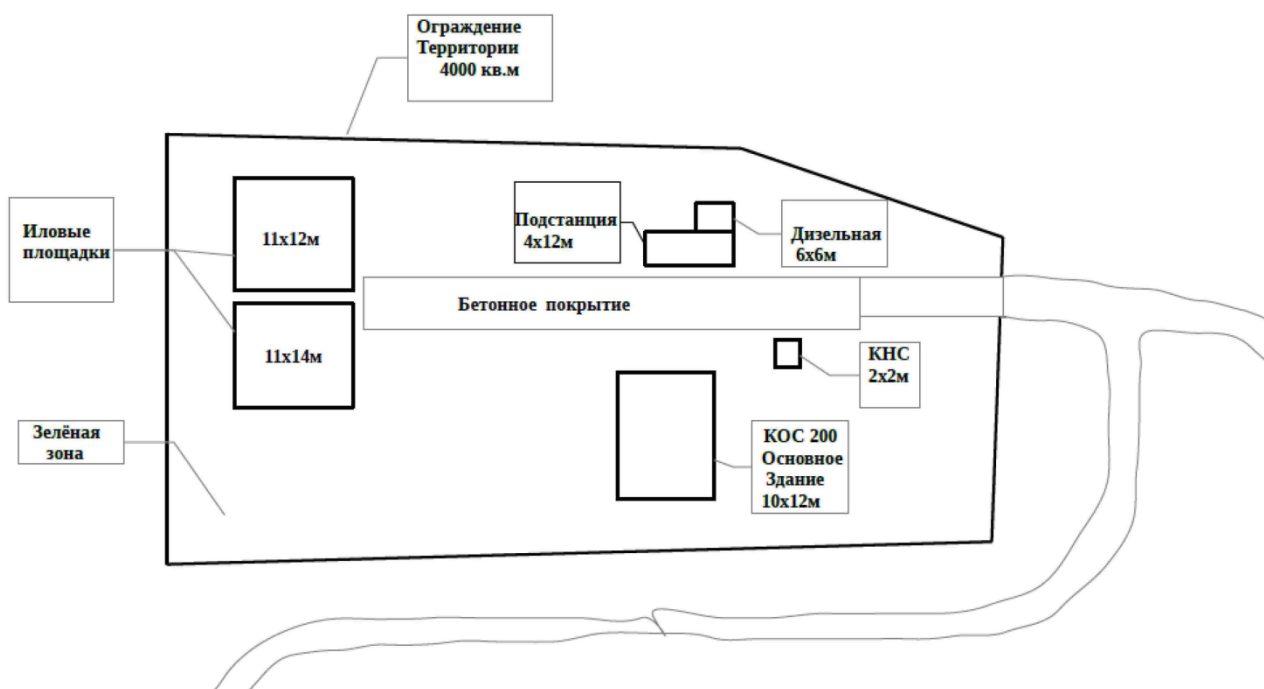 Ограждение
Территории
4000 кв.м
Иловые
площадки
11х12м
Подстанция
4х12м
Дизельная
6х6м
Бетонное покрытие
11х14м
КНС
2х2м
Зелёная
зона
КОС 200
Основное
Здание
10х12м